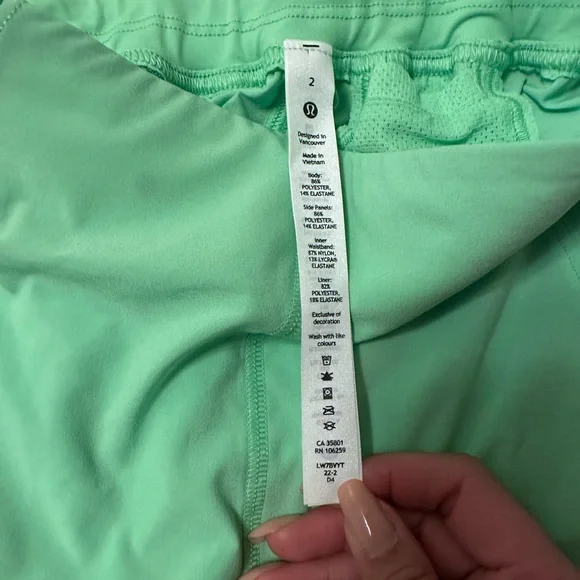 2
Designed in
Vancouver
Made in
Vietnam
Body:
86%
POLYESTER,
14% ELASTANE
Side Panels:
86%
POLYESTER,
14% ELASTANE
Inner
Waistband:
87% NYLON,
13% LYCRA®
ELASTANE
Liner:
82%
POLYESTER,
18% ELASTANE
Exclusive of
decoration
Wash with like
colours
CA 35801
RN 106259
LW7BVYT
22-2
D4